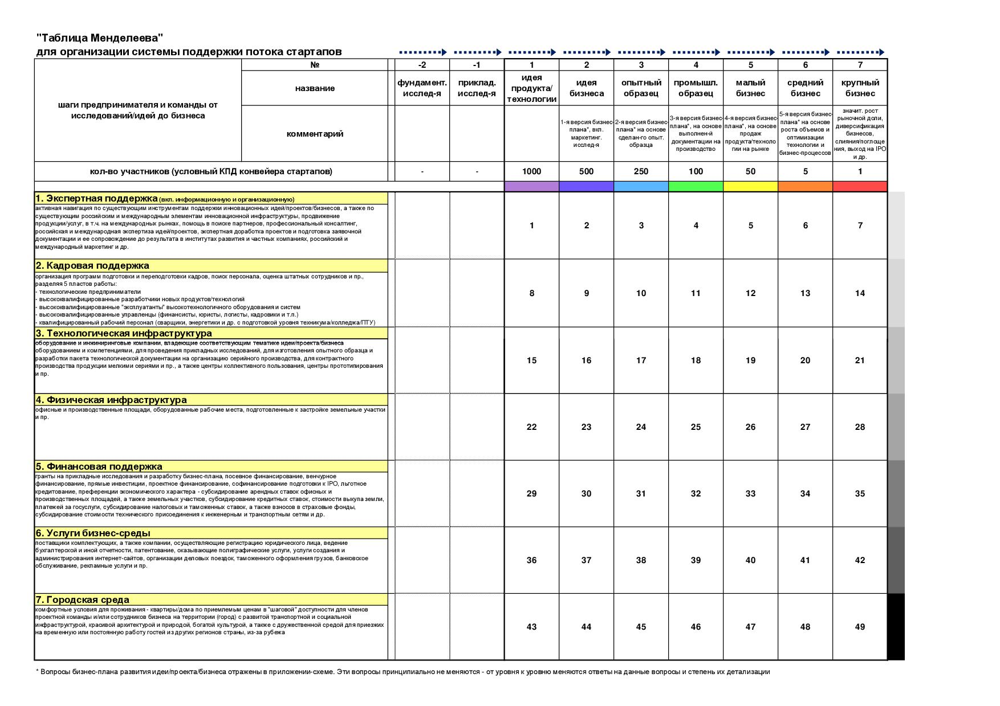 "Таблица Менделеева"
для организации системы поддержки потока стартапов
шаги предпринимателя и команды от
исследований/идей до бизнеса
№
-2
-1
1
2
3
4
5
6
7
название
фундамент.
исслед-я
приклад.
исслед-я
идея
продукта/
технологии
идея
бизнеса
опытный
образец
промышл.
образец
малый
бизнес
средний
бизнес
крупный
бизнес
комментарий
1-я версия бизнес-
плана*, вкл.
маркетинг.
исслед-я
2-я версия бизнес-
плана* на основе
сделан-го опыт.
образца
3-я версия бизнес-
плана*, на основе
выполнен-й
документации на
производство
4-я версия бизнес-
плана*, на основе
продаж
продукта/техноло
гии на рынке
5-я версия бизнес-
плана* на основе
роста объемов и
оптимизации
технологии и
бизнес-процессов
значит. рост
рыночной доли,
диверсификация
бизнесов,
слияния/поглоще
ния, выход на IPO
и др.
кол-во участников (условный КПД конвейера стартапов)
-
-
1000
500
250
100
50
5
1
1. Экспертная поддержка (вкл. информационную и организационную)
активная навигация по существующим инструментам поддержки инновационных идей/проектов/бизнесов, а также по
существующим российским и международным элементам инновационной инфраструктуры, продвижение
продукции/услуг, в т.ч. на международных рынках, помощь в поиске партнеров, профессиональный консалтинг,
российская и международная экспертиза идей/проектов, экспертная доработка проектов и подготовка заявочной
документации и ее сопровождение до результата в институтах развития и частных компаниях, российский и
международный маркетинг и др.
1
2
3
4
5
6
7
2. Кадровая поддержка
организация программ подготовки и переподготовки кадров, поиск персонала, оценка штатных сотрудников и пр.,
разделяя 5 пластов работы:
- технологические предприниматели
- высококвалифицированные разработчики новых продуктов/технологий
- высококвалифицированные "эксплуатанты" высокотехнологичного оборудования и систем
- высококвалифицированные управленцы (финансисты, юристы, логисты, кадровики и т.п.)
- квалифицированный рабочий персонал (сварщики, энергетики и др. с подготовкой уровня техникума/колледжа/ПТУ)
8
9
10
11
12
13
14
3. Технологическая инфраструктура
оборудование и инжиниринговые компании, владеющие соответствующим тематике идеи/проекта/бизнеса
оборудованием и компетенциями, для проведения прикладных исследований, для изготовления опытного образца и
разработки пакета технологической документации на организацию серийного производства, для контрактного
производства продукции мелкими сериями и пр., а также центры коллективного пользования, центры прототипирования
и пр.
15
16
17
18
19
20
21
4. Физическая инфраструктура
офисные и производственные площади, оборудованные рабочие места, подготовленные к застройке земельные участки
и пр.
22
23
24
25
26
27
28
5. Финансовая поддержка
гранты на прикладные исследования и разработку бизнес-плана, посевное финансирование, венчурное
финансирование, прямые инвестиции, проектное финансирование, софинансирование подготовки к IPO, льготное
кредитование, преференции экономического характера - субсидирование арендных ставок офисных и
производственных площадей, а также земельных участков, субсидирование кредитных ставок, стоимости выкупа земли,
платежей за госуслуги, субсидирование налоговых и таможенных ставок, а также взносов в страховые фонды,
субсидирование стоимости технического присоединения к инженерным и транспортным сетям и др.
29
30
31
32
33
34
35
6. Услуги бизнес-среды
поставщики комплектующих, а также компании, осуществляющие регистрацию юридического лица, ведение
бухгалтерской и иной отчетности, патентование, оказывающие полиграфические услуги, услуги создания и
администрирования интернет-сайтов, организации деловых поездок, таможенного оформления грузов, банковское
обслуживание, рекламные услуги и пр.
36
37
38
39
40
41
42
7. Городская среда
комфортные условия для проживания - квартиры/дома по приемлемым ценам в "шаговой" доступности для членов
проектной команды и/или сотрудников бизнеса на территории (город) с развитой транспортной и социальной
инфраструктурой, красивой архитектурой и природой, богатой культурой, а также с дружественной средой для приезжих
на временную или постоянную работу гостей из других регионов страны, из-за рубежа
43
44
45
46
47
48
49
* Вопросы бизнес-плана развития идеи/проекта/бизнеса отражены в приложении-схеме. Эти вопросы принципиально не меняются - от уровня к уровню меняются ответы на данные вопросы и степень их детализации